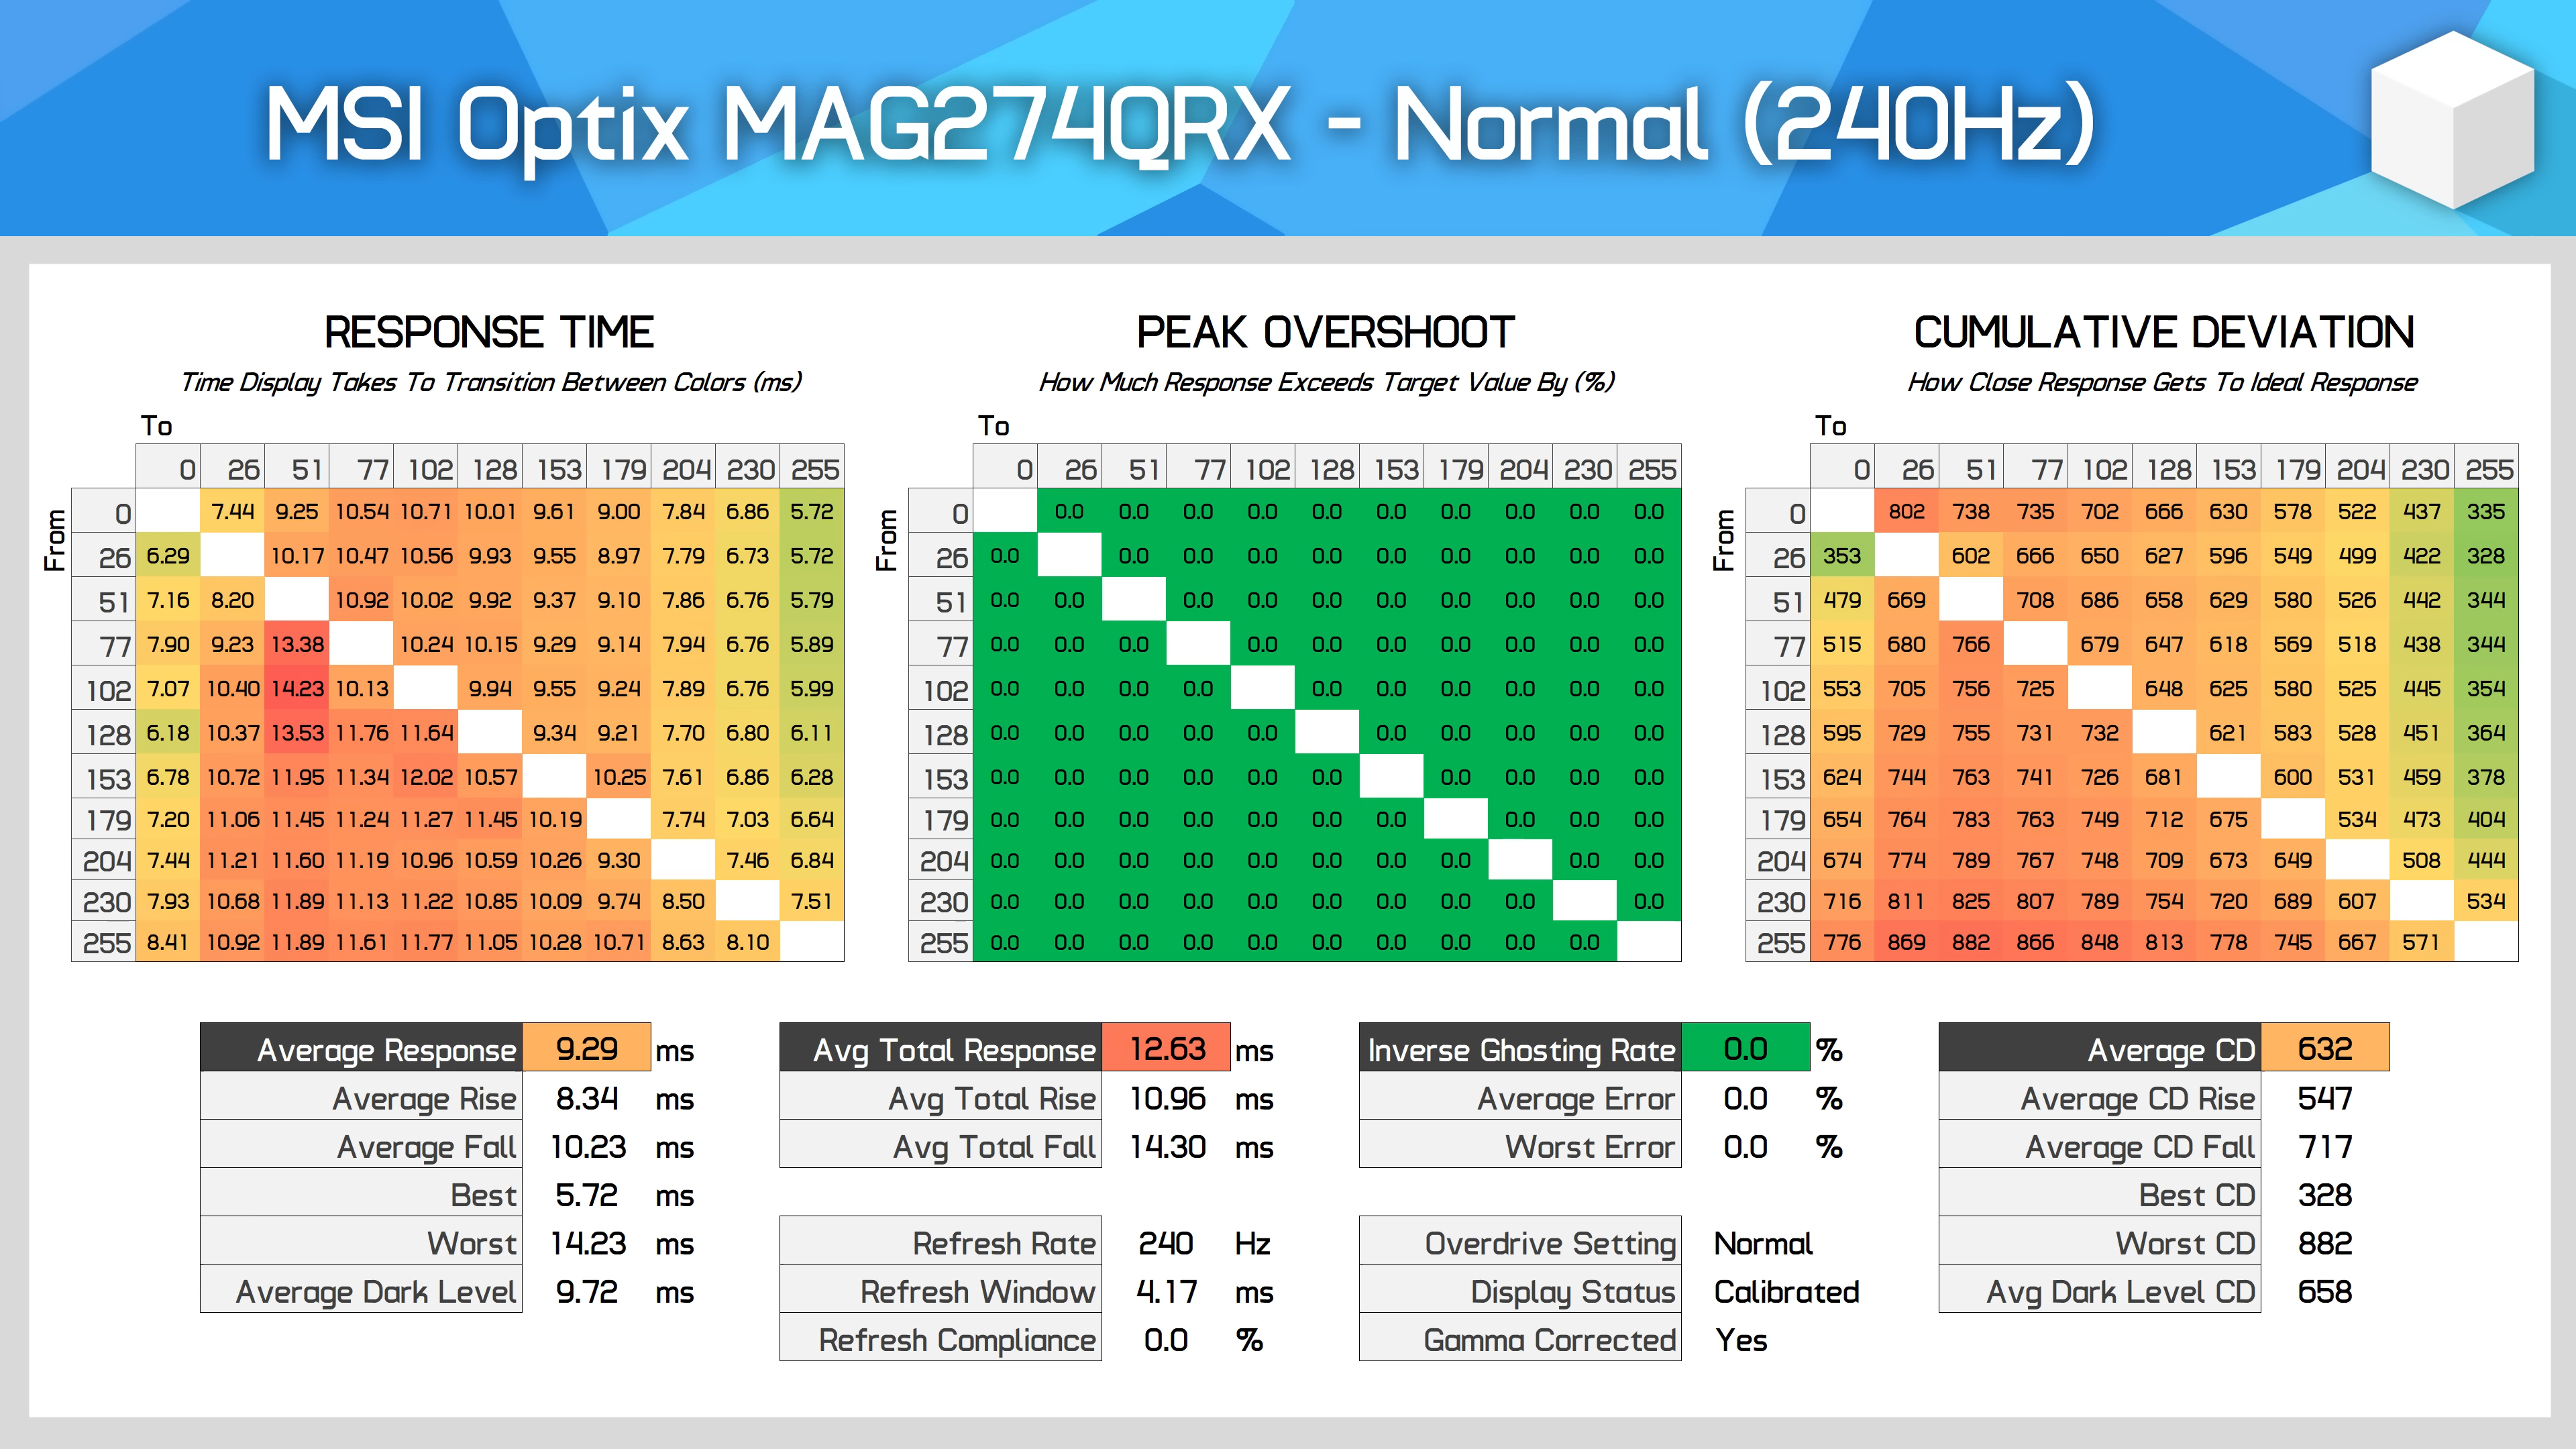 MSI Optix MAG274QRX - Normal (240Hz)
RESPONSE TIME
Time Display Takes To Transition Between Colors (ms)
To
From
0 26 51 77 102 128 153 179 204 230 255
0 7.44 9.25 10.54 10.71 10.01 9.61 9.00 7.84 6.86 5.72
26 6.29 10.17 10.47 10.56 9.93 9.55 8.97 7.79 6.73 5.72
51 7.16 8.20 10.92 10.02 9.92 9.37 9.10 7.86 6.76 5.79
77 7.90 9.23 13.38 10.24 10.15 9.29 9.14 7.94 6.76 5.89
102 7.07 10.40 14.23 10.13 9.94 9.55 9.24 7.89 6.76 5.99
128 6.18 10.37 13.53 11.76 11.64 9.34 9.21 7.70 6.80 6.11
153 6.78 10.72 11.95 11.34 12.02 10.57 10.25 7.61 6.86 6.28
179 7.20 11.06 11.45 11.24 11.27 11.45 10.19 7.74 7.03 6.64
204 7.44 11.21 11.60 11.19 10.96 10.59 10.26 9.30 7.46 6.84
230 7.93 10.68 11.89 11.13 11.22 10.85 10.09 9.74 8.50 7.51
255 8.41 10.92 11.89 11.61 11.77 11.05 10.28 10.71 8.63 8.10
PEAK OVERSHOOT
How Much Response Exceeds Target Value By (%)
To
From
0 26 51 77 102 128 153 179 204 230 255
0 0.0 0.0 0.0 0.0 0.0 0.0 0.0 0.0 0.0 0.0
26 0.0 0.0 0.0 0.0 0.0 0.0 0.0 0.0 0.0 0.0
51 0.0 0.0 0.0 0.0 0.0 0.0 0.0 0.0 0.0 0.0
77 0.0 0.0 0.0 0.0 0.0 0.0 0.0 0.0 0.0 0.0
102 0.0 0.0 0.0 0.0 0.0 0.0 0.0 0.0 0.0 0.0
128 0.0 0.0 0.0 0.0 0.0 0.0 0.0 0.0 0.0 0.0
153 0.0 0.0 0.0 0.0 0.0 0.0 0.0 0.0 0.0 0.0
179 0.0 0.0 0.0 0.0 0.0 0.0 0.0 0.0 0.0 0.0
204 0.0 0.0 0.0 0.0 0.0 0.0 0.0 0.0 0.0 0.0
230 0.0 0.0 0.0 0.0 0.0 0.0 0.0 0.0 0.0 0.0
255 0.0 0.0 0.0 0.0 0.0 0.0 0.0 0.0 0.0 0.0
CUMULATIVE DEVIATION
How Close Response Gets To Ideal Response
To
From
0 26 51 77 102 128 153 179 204 230 255
0 802 738 735 702 666 630 578 522 437 335
26 353 602 666 650 627 596 549 499 422 328
51 479 669 708 686 658 629 580 526 442 344
77 515 680 766 679 647 618 569 518 438 344
102 553 705 756 725 648 625 580 525 445 354
128 595 729 755 731 732 621 583 528 451 364
153 624 744 763 741 726 681 600 531 459 378
179 654 764 783 763 749 712 675 534 473 404
204 674 774 789 767 748 709 673 649 508 444
230 716 811 825 807 789 754 720 689 607 534
255 776 869 882 866 848 813 778 745 667 571
Average Response 9.29 ms
Average Rise 8.34 ms
Average Fall 10.23 ms
Best 5.72 ms
Worst 14.23 ms
Average Dark Level 9.72 ms
Avg Total Response 12.63 ms
Avg Total Rise 10.96 ms
Avg Total Fall 14.30 ms
Refresh Rate 240 Hz
Refresh Window 4.17 ms
Refresh Compliance 0.0 %
Inverse Ghosting Rate 0.0 %
Average Error 0.0 %
Worst Error 0.0 %
Overdrive Setting Normal
Display Status Calibrated
Gamma Corrected Yes
Average CD 632
Average CD Rise 547
Average CD Fall 717
Best CD 328
Worst CD 882
Avg Dark Level CD 658